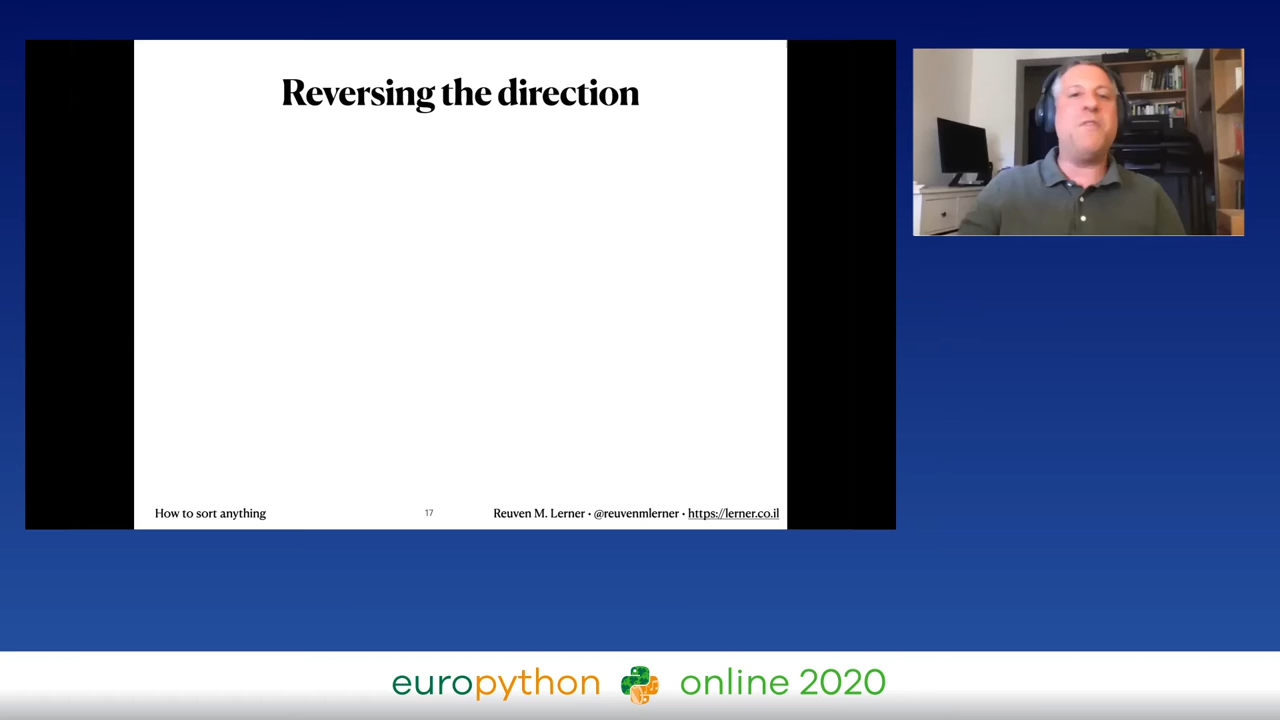 Reversing the direction
How to sort anything
17
Reuven M. Lerner • @reuvenmlerner • https://lerner.co.il
europython online 2020